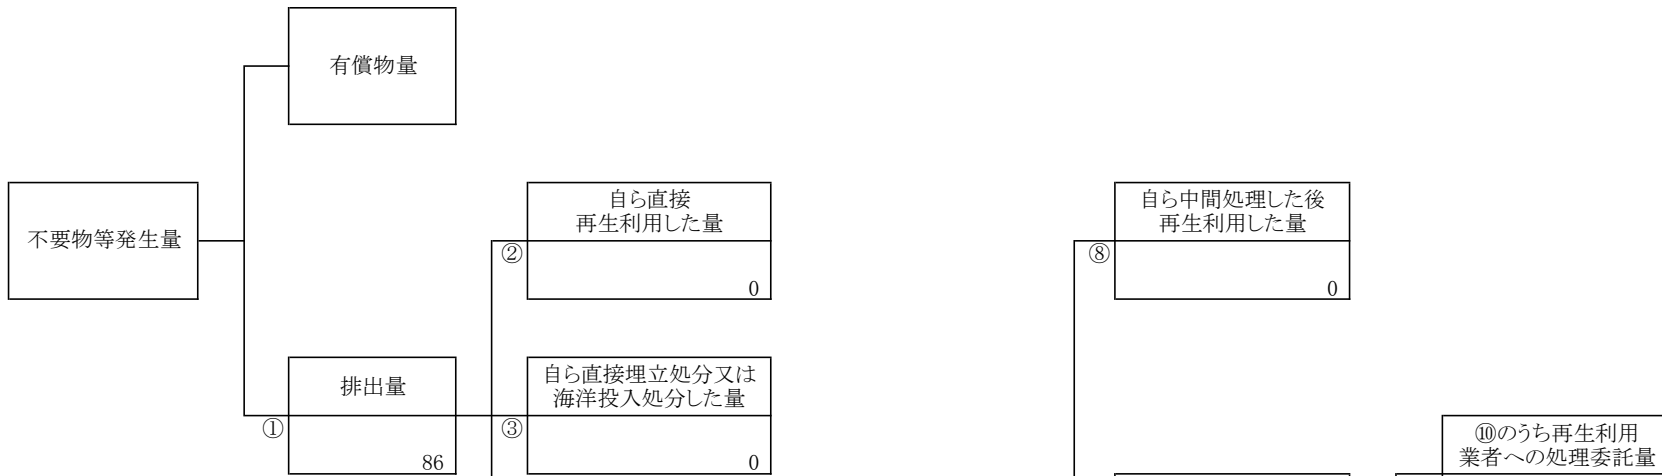 有償物量
不要物等発生量
自ら直接
再生利用した量
②
0
自ら中間処理した後
再生利用した量
⑧
0
排出量
①
86
自ら直接埋立処分又は
海洋投入処分した量
③
0
⑩のうち再生利用
業者への処理委託量